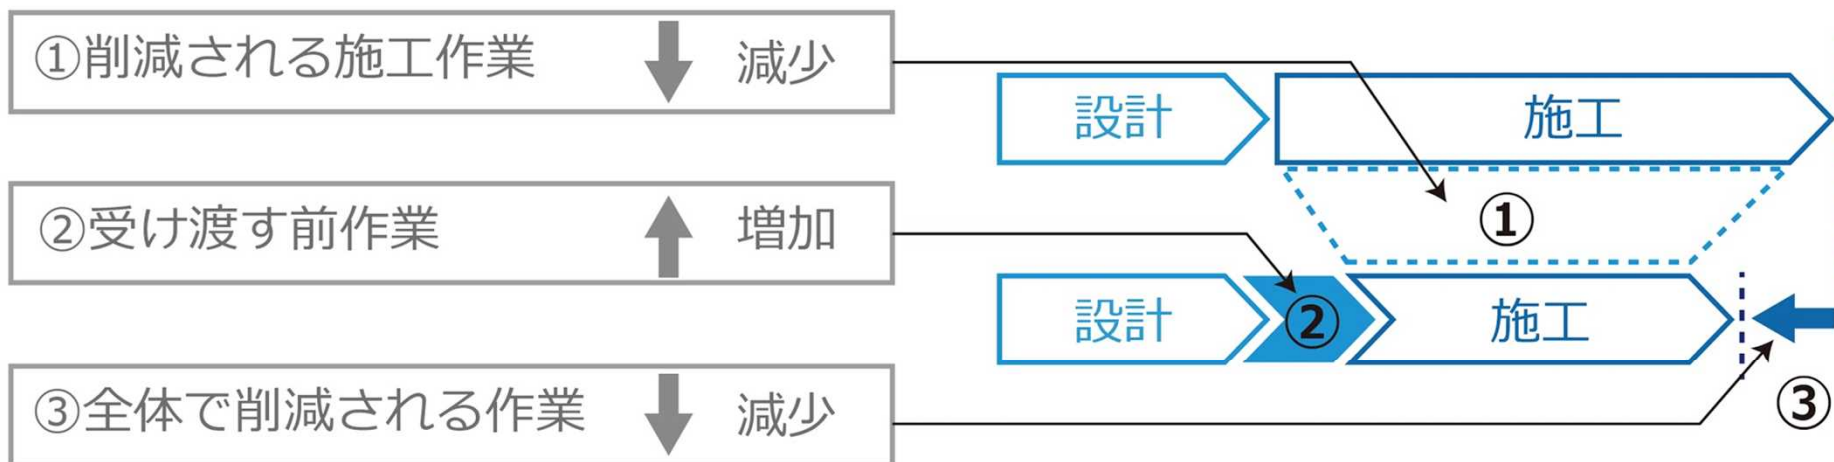 ①削減される施工作業 減少
設計 施工
①
②受け渡す前作業 増加
設計 ② 施工
③全体で削減される作業 減少
③